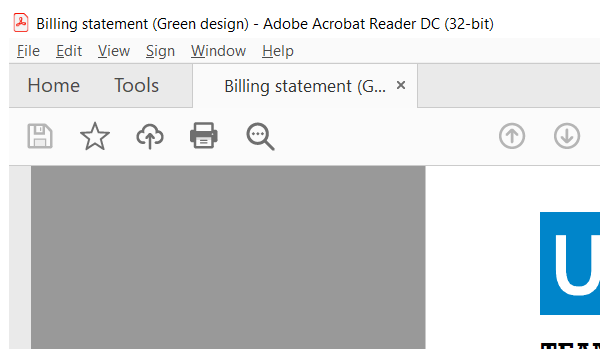 Billing statement (Green design) - Adobe Acrobat Reader DC (32-bit)
File Edit View Sign Window Help
Home Tools Billing statement (G... ×
U